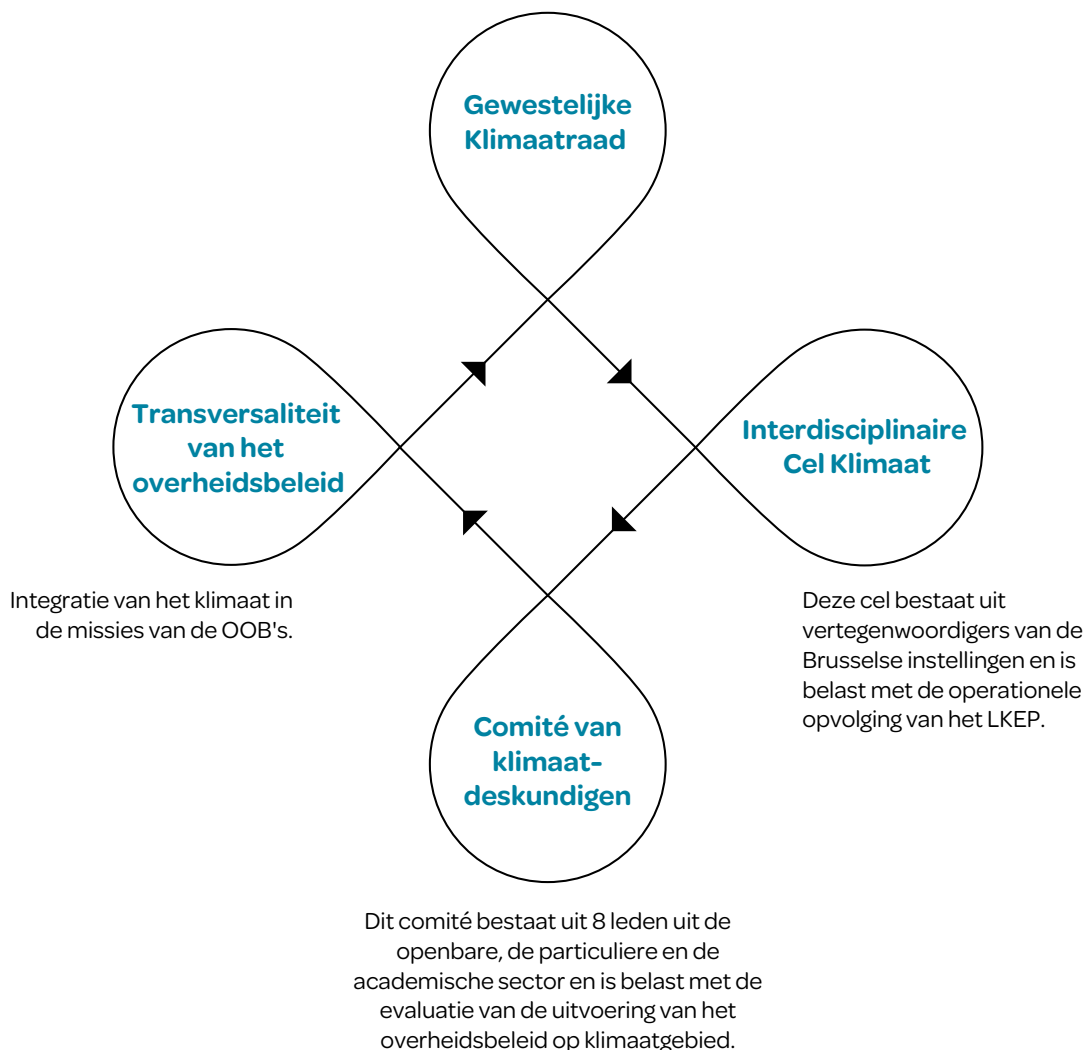 Gewestelijke
Klimaatraad
Transversaliteit
van het
overheidsbeleid
Integratie van het klimaat in
de missies van de OOB's.
Interdisciplinaire
Cel Klimaat
Deze cel bestaat uit
vertegenwoordigers van de
Brusselse instellingen en is
belast met de operationele
opvolging van het LKEP.
Comité van
klimaat-
deskundigen
Dit comité bestaat uit 8 leden uit de
openbare, de particuliere en de
academische sector en is belast met de
evaluatie van de uitvoering van het
overheidsbeleid op klimaatgebied.